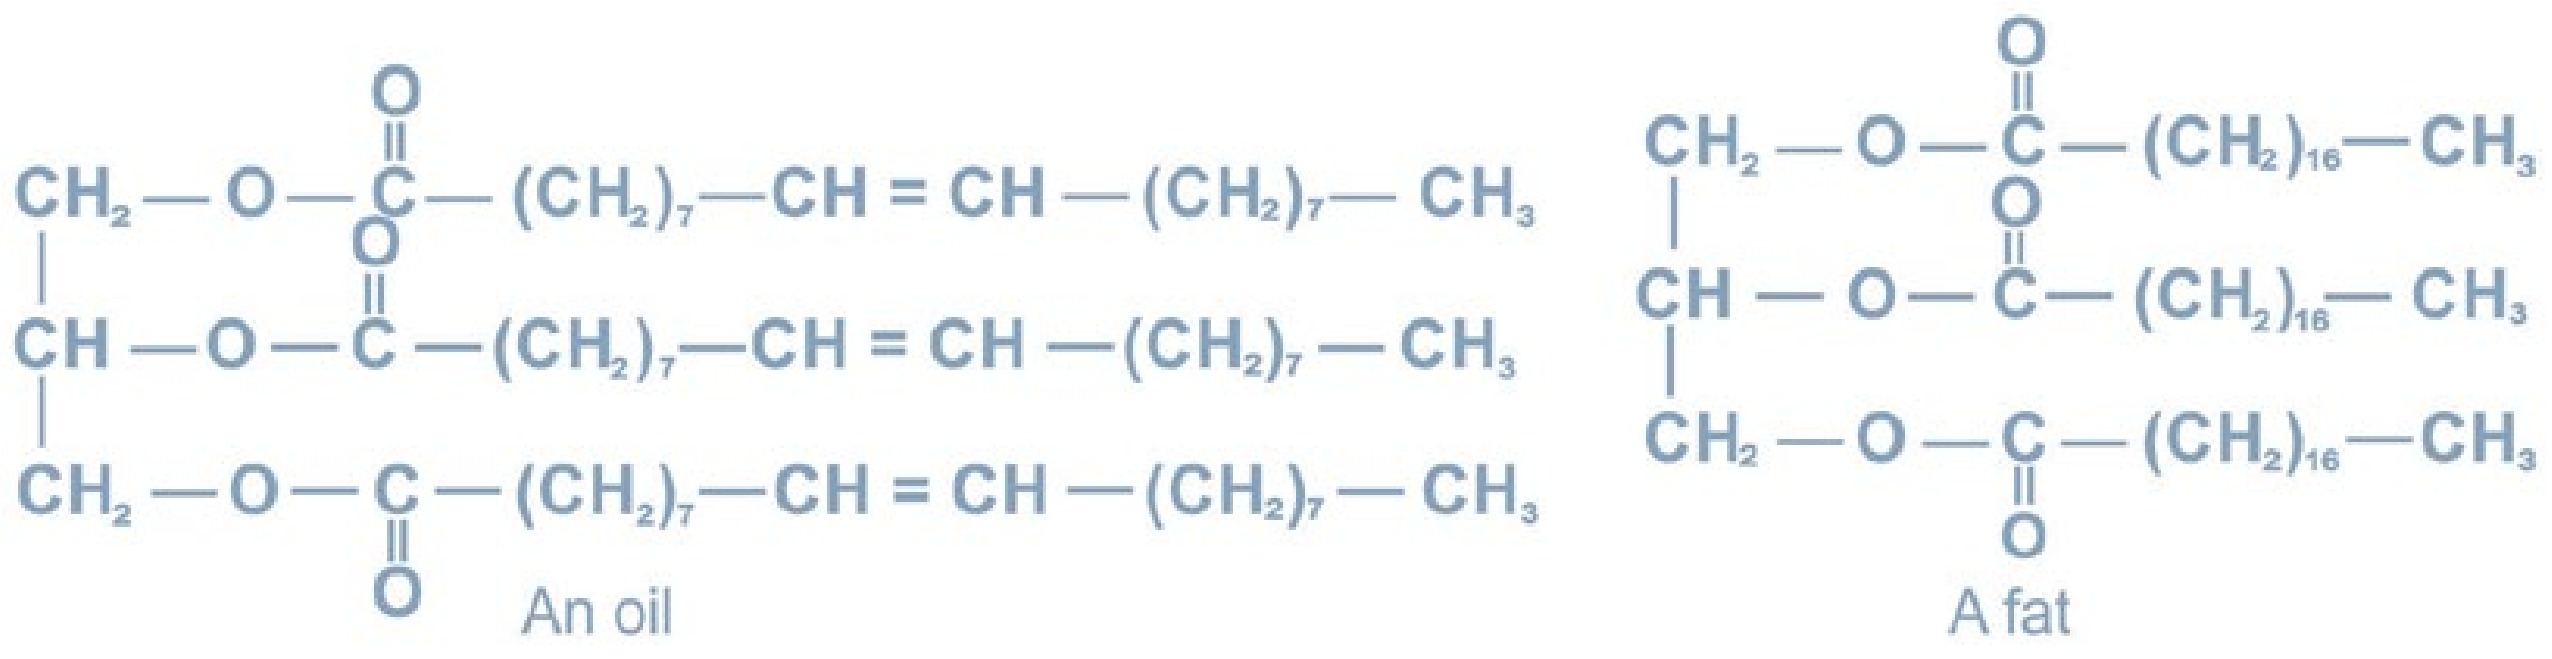 O
O
CH₂—O—C—(CH₂)₁₆—CH₃
CH₂—O—C—(CH₂)₇—CH=CH—(CH₂)₇—CH₃
O
O
CH—O—C—(CH₂)₁₆—CH₃
CH—O—C—(CH₂)₇—CH=CH—(CH₂)₇—CH₃
CH₂—O—C—(CH₂)₁₆—CH₃
CH₂—O—C—(CH₂)₇—CH=CH—(CH₂)₇—CH₃
O
O
An oil
A fat